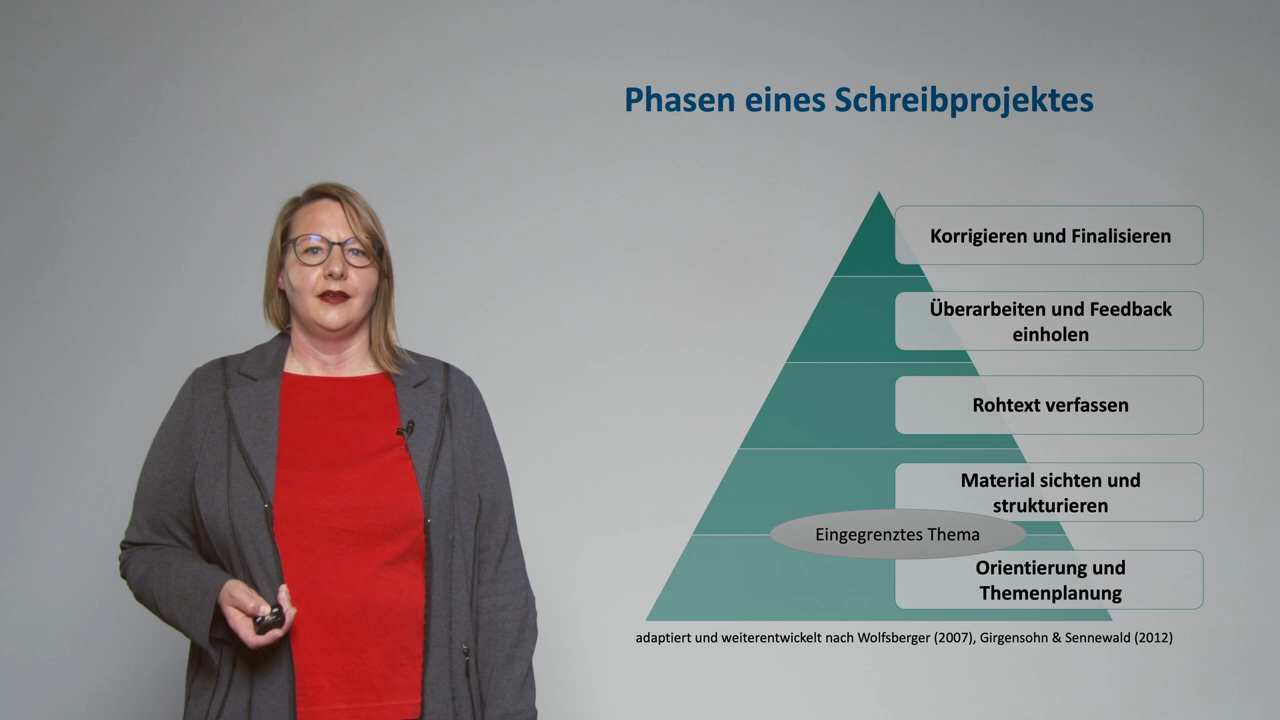 Phasen eines Schreibprojektes
Korrigieren und Finalisieren
Überarbeiten und Feedback
einholen
Rohtext verfassen
Material sichten und
strukturieren
Eingegrenztes Thema
Orientierung und
Themenplanung
adaptiert und weiterentwickelt nach Wolfsberger (2007), Girgensohn & Sennewald (2012)